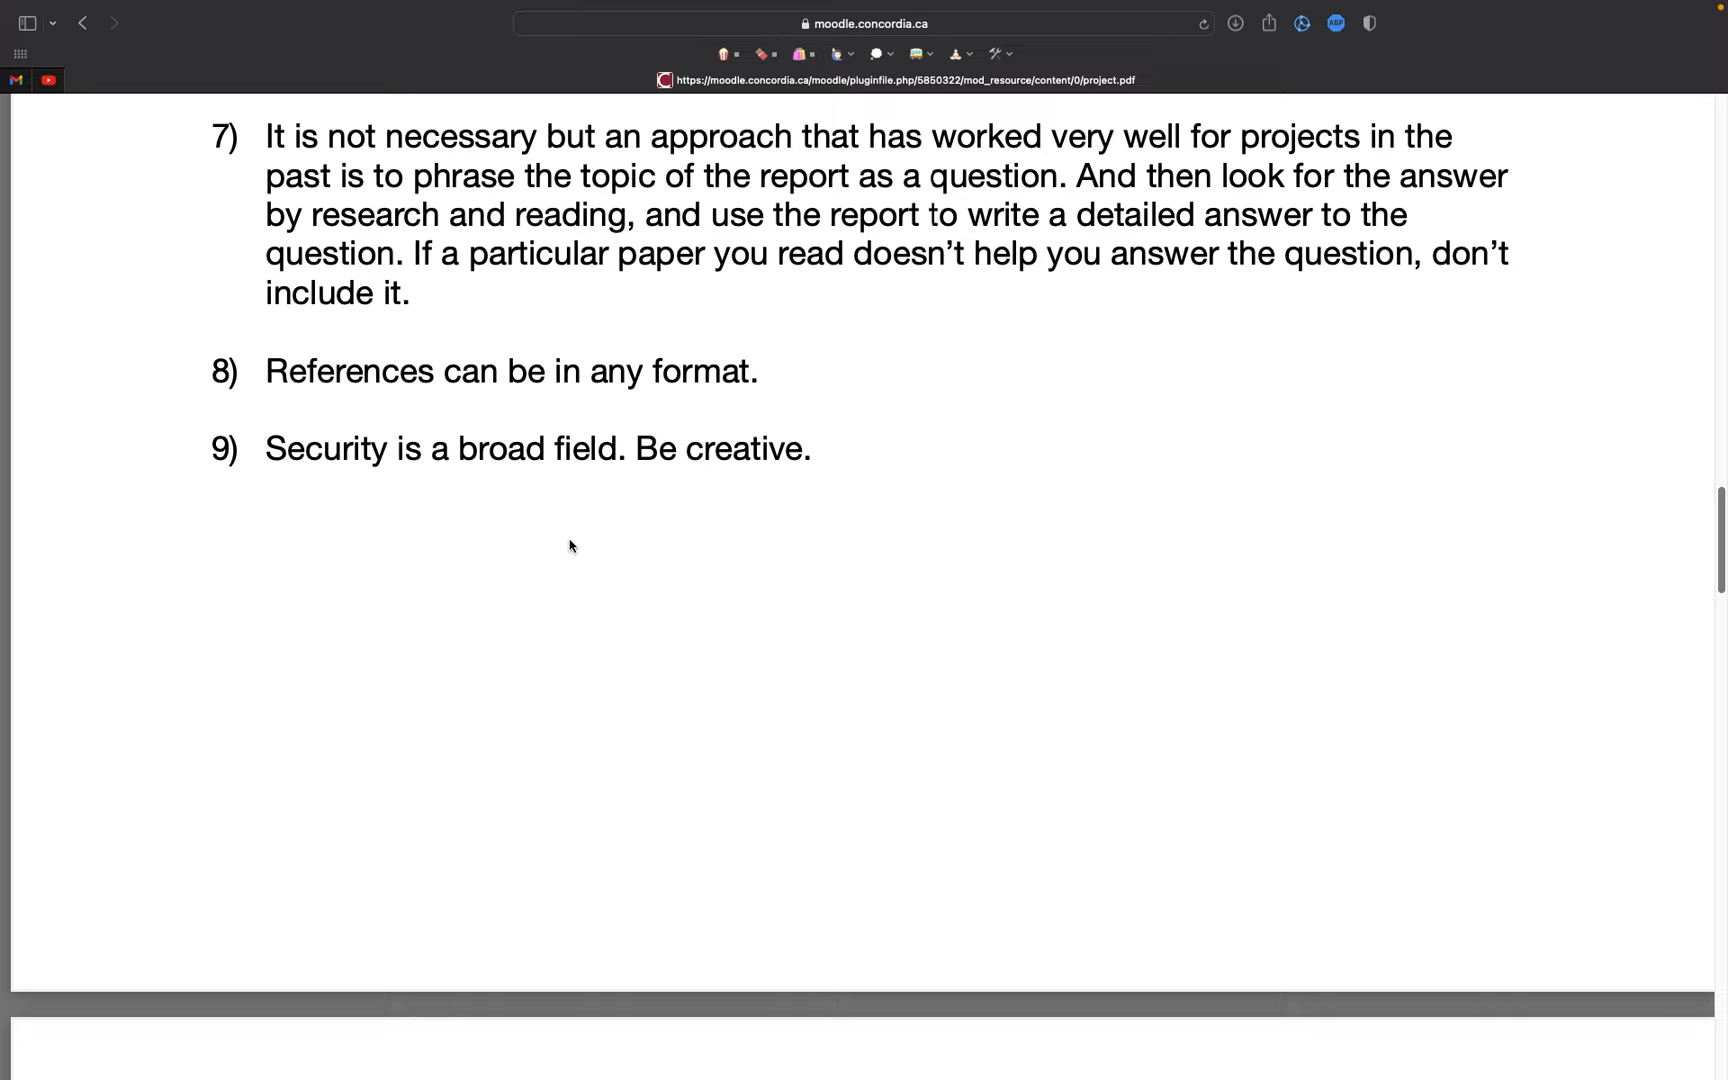 moodle.concordia.ca
ABP
https://moodle.concordia.ca/moodle/pluginfile.php/5850322/mod_resource/content/0/project.pdf
7) It is not necessary but an approach that has worked very well for projects in the
past is to phrase the topic of the report as a question. And then look for the answer
by research and reading, and use the report to write a detailed answer to the
question. If a particular paper you read doesn’t help you answer the question, don’t
include it.
8) References can be in any format.
9) Security is a broad field. Be creative.